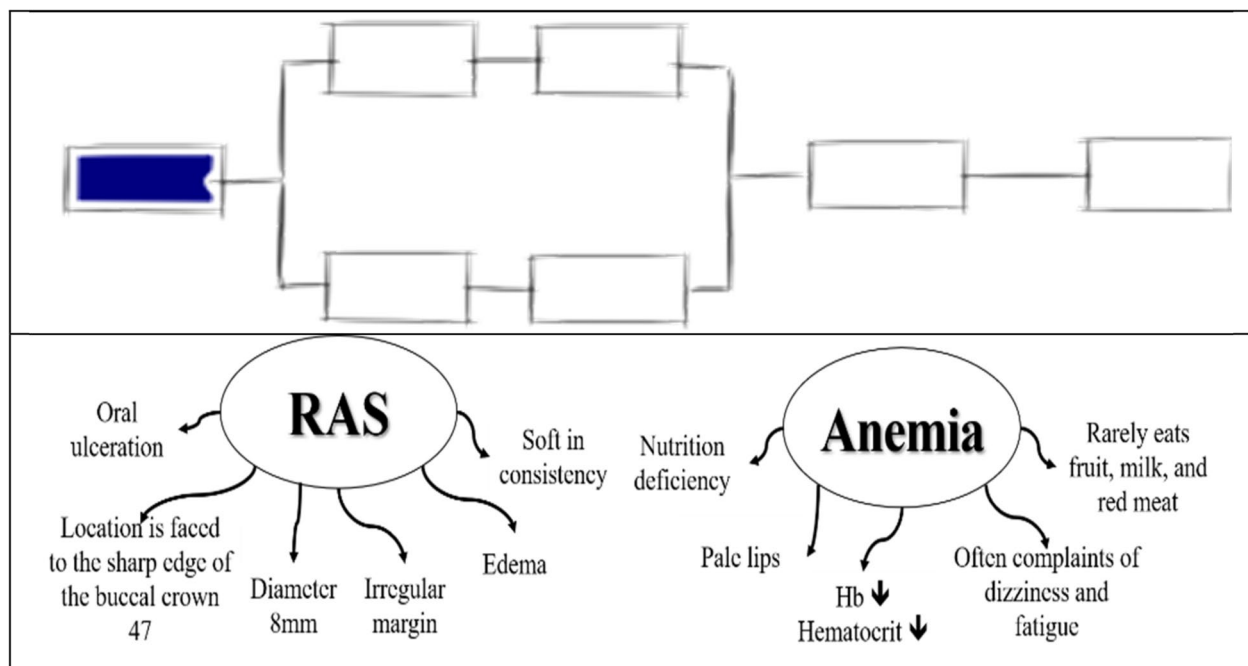 RAS
Oral
ulceration
Soft in
consistency
Location is faced
to the sharp edge of
the buccal crown
47
Diameter
8mm
Irregular
margin
Edema
Anemia
Nutrition
deficiency
Rarely eats
fruit, milk, and
red meat
Pale lips
Hb ↓
Hematocrit ↓
Often complaints of
dizziness and
fatigue